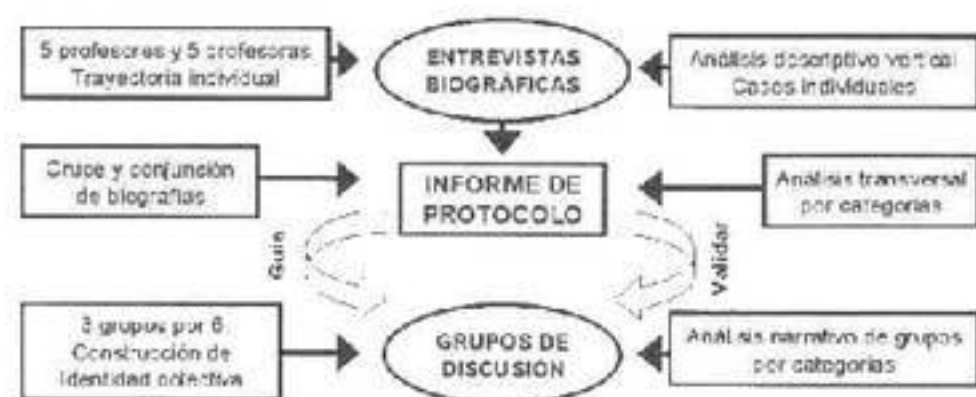 5 profesores y 5 profesoras
Trayectoria individual
ENTREVISTAS
BIOGRÁFICAS
Análisis descriptivo vertical
Casos individuales
Cruce y conjunción
de biografías
INFORME DE
PROTOCOLO
Análisis transversal
por categorías
Guía
Validar
3 grupos por 6
Construcción de
identidad colectiva
GRUPOS DE
DISCUSIÓN
Análisis narrativo de grupos
por categorías